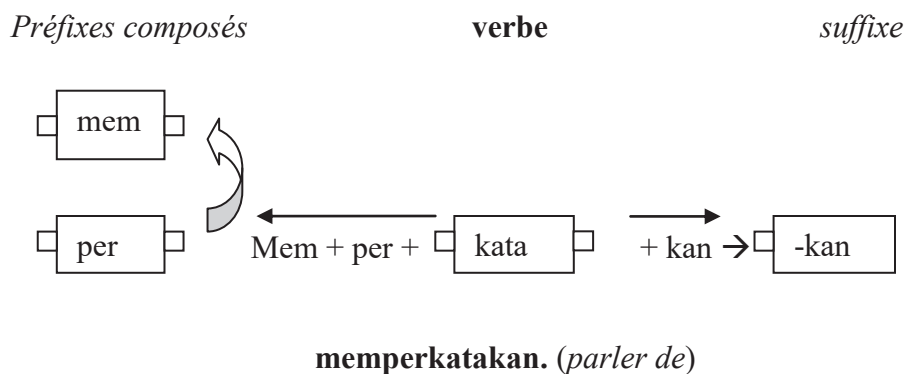 Préfixes composés verbe suffixe
mem
per Mem + per + kata + kan → -kan
memperkatakan. (parler de)